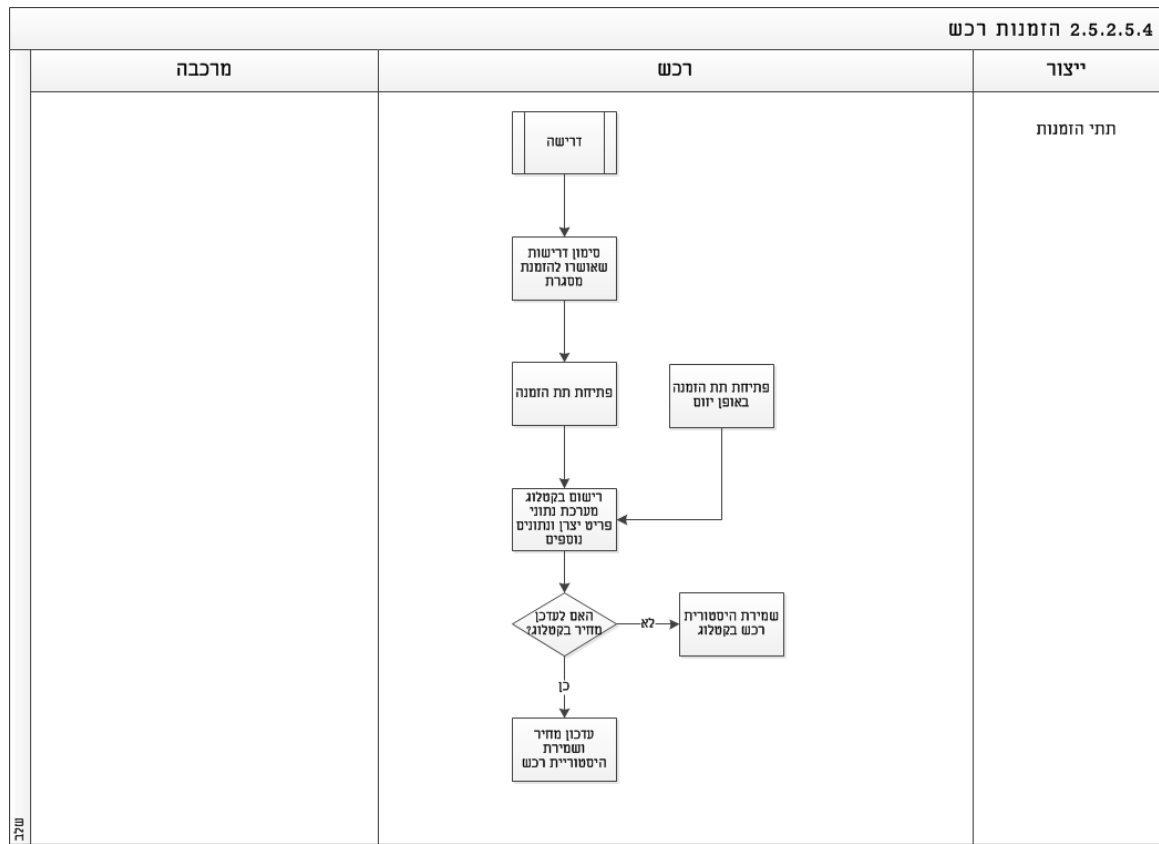 2.5.2.5.4 הזמנות רכש
ייצור
רכש
מרכבה
תתי הזמנות
דרישה
סימון דרישות
שאושרו להזמנת
מסגרת
פתיחת תת הזמנה
פתיחת תת הזמנה
באופן יזום
רישום בקטלוג
מערכת נתוני
פריט יצרן ונתונים
נוספים
האם לעדכן
מחיר בקטלוג?
לא
שמירת היסטורית
רכש בקטלוג
כן
עדכון מחיר
ושמירת
היסטוריית רכש
שלב